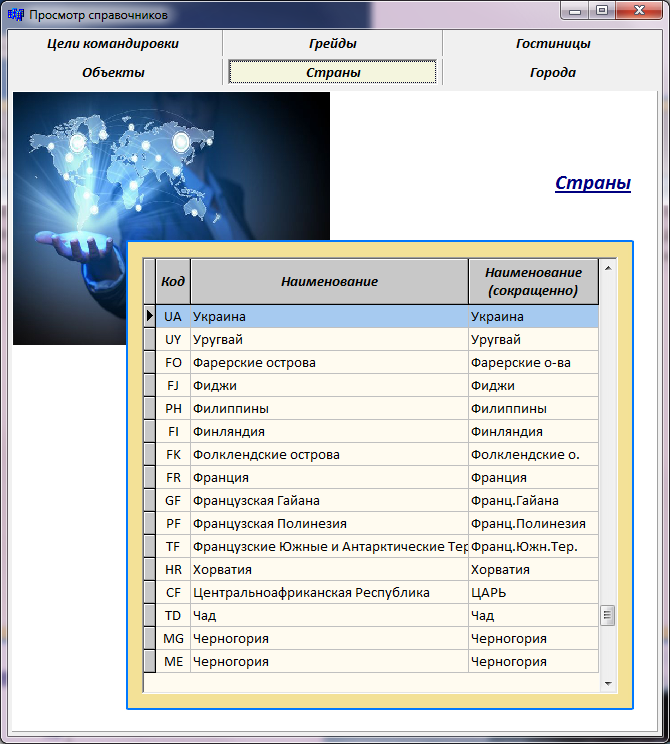 Просмотр справочников
Цели командировки Грейды Гостиницы
Объекты Страны Города
Страны
Код Наименование Наименование
(сокращенно)
UA Украина Украина
UY Уругвай Уругвай
FO Фарерские острова Фарерские о-ва
FJ Фиджи Фиджи
PH Филиппины Филиппины
FI Финляндия Финляндия
FK Фолклендские острова Фолклендские о.
FR Франция Франция
GF Французская Гайана Франц.Гайана
PF Французская Полинезия Франц.Полинезия
TF Французские Южные и Антарктические Тер Франц.Южн.Тер.
HR Хорватия Хорватия
CF Центральноафриканская Республика ЦАРЬ
TD Чад Чад
MG Черногория Черногория
ME Черногория Черногория